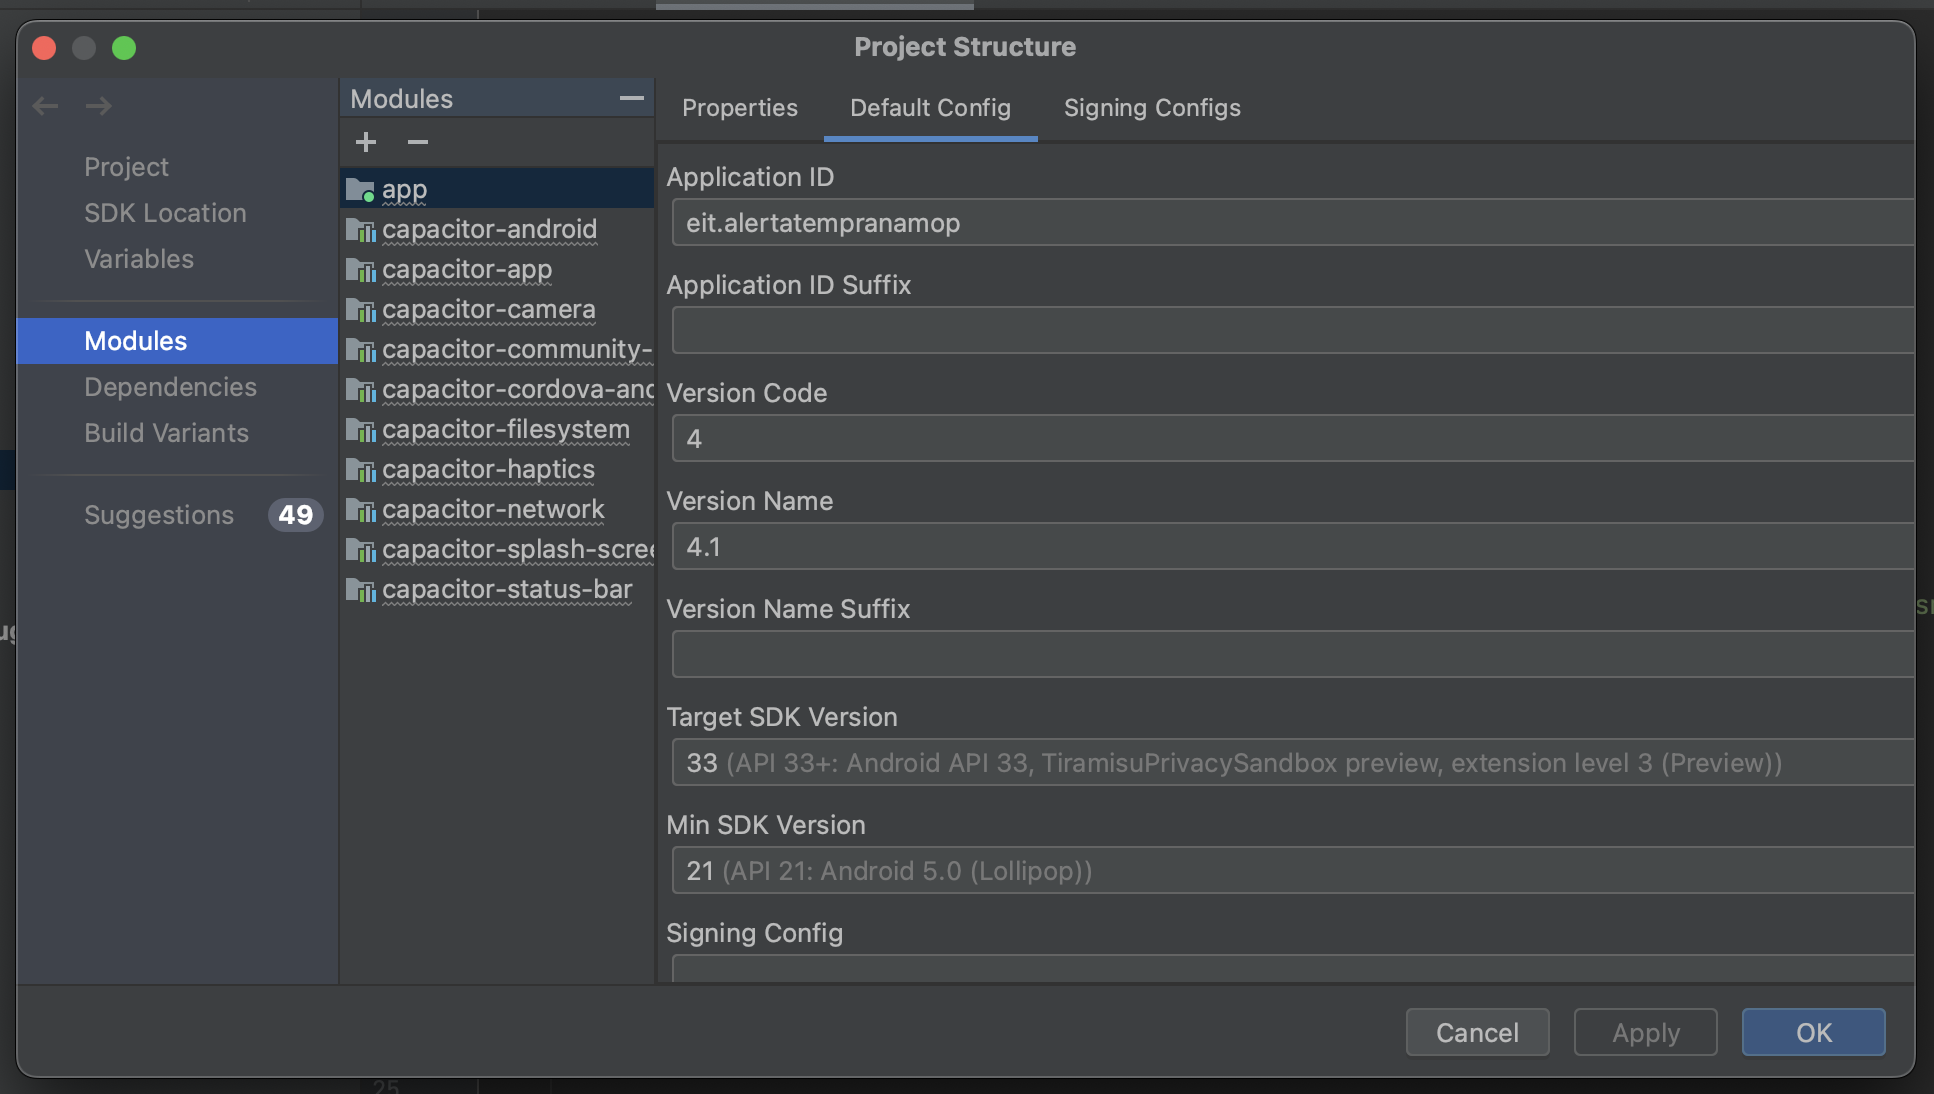 Project Structure
Project
SDK Location
Variables
Modules
Dependencies
Build Variants
Suggestions 49
Modules
app
capacitor-android
capacitor-app
capacitor-camera
capacitor-community-
capacitor-cordova-and
capacitor-filesystem
capacitor-haptics
capacitor-network
capacitor-splash-scree
capacitor-status-bar
Properties Default Config Signing Configs
Application ID
eit.alertatempranamop
Application ID Suffix
Version Code
4
Version Name
4.1
Version Name Suffix
Target SDK Version
33 (API 33+: Android API 33, TiramisuPrivacySandbox preview, extension level 3 (Preview))
Min SDK Version
21 (API 21: Android 5.0 (Lollipop))
Signing Config
Cancel Apply OK
25